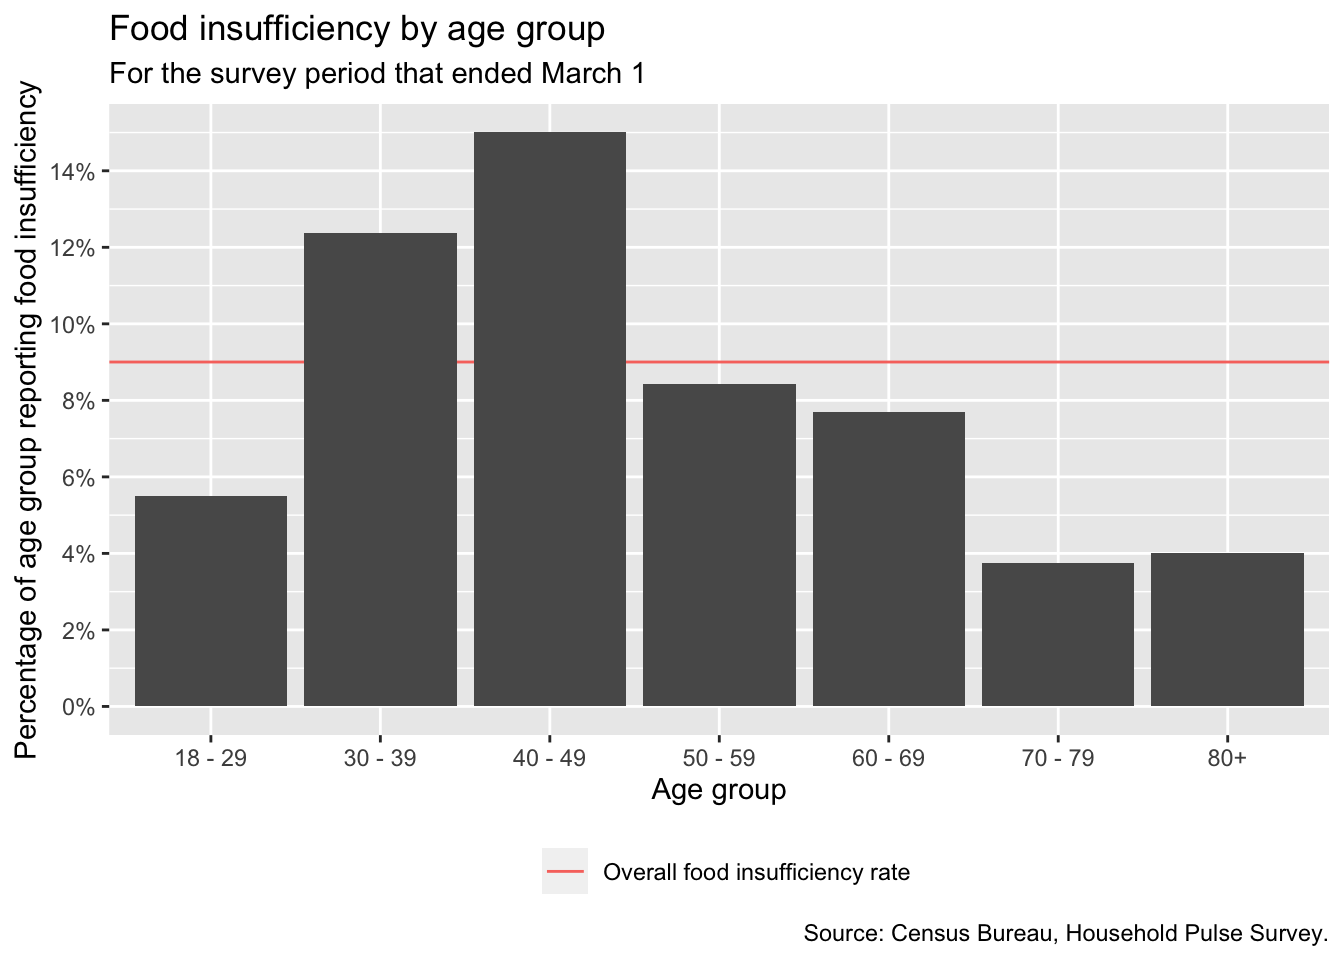 Food insufficiency by age group
For the survey period that ended March 1
Percentage of age group reporting food insufficiency
14%
12%
10%
8%
6%
4%
2%
0%
18 - 29
30 - 39
40 - 49
50 - 59
60 - 69
70 - 79
80+
Age group
Overall food insufficiency rate
Source: Census Bureau, Household Pulse Survey.